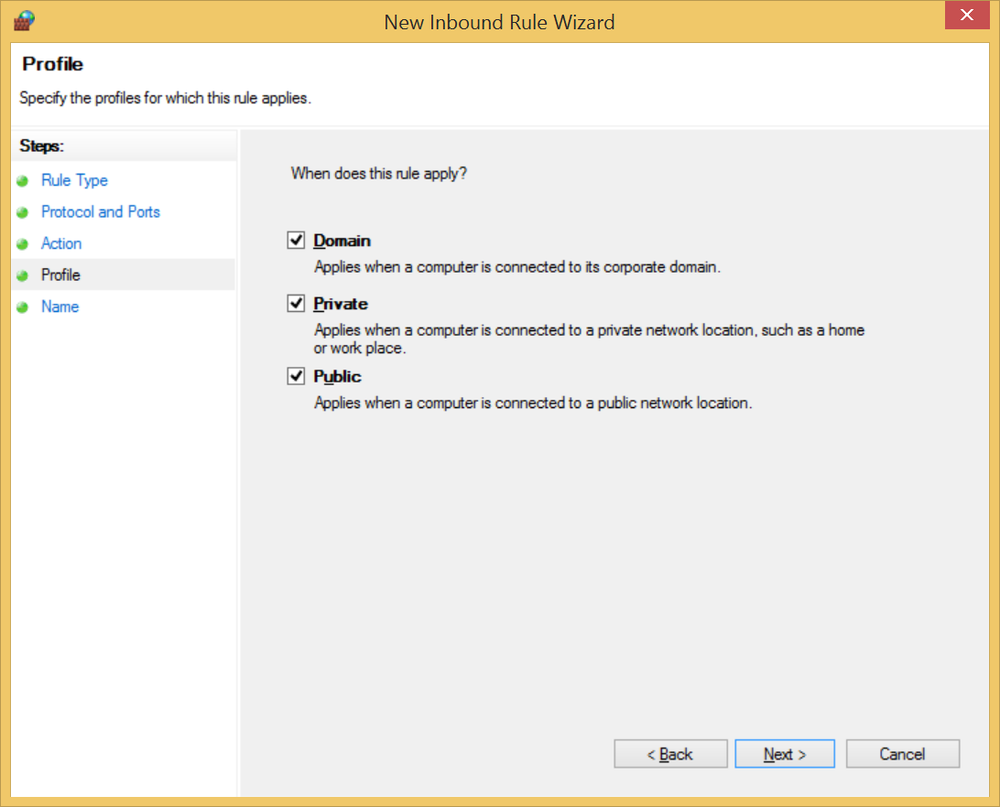 New Inbound Rule Wizard
Profile
Specify the profiles for which this rule applies.
Steps:
Rule Type
Protocol and Ports
Action
Profile
Name
When does this rule apply?
Domain
Applies when a computer is connected to its corporate domain.
Private
Applies when a computer is connected to a private network location, such as a home
or work place.
Public
Applies when a computer is connected to a public network location.
< Back
Next >
Cancel